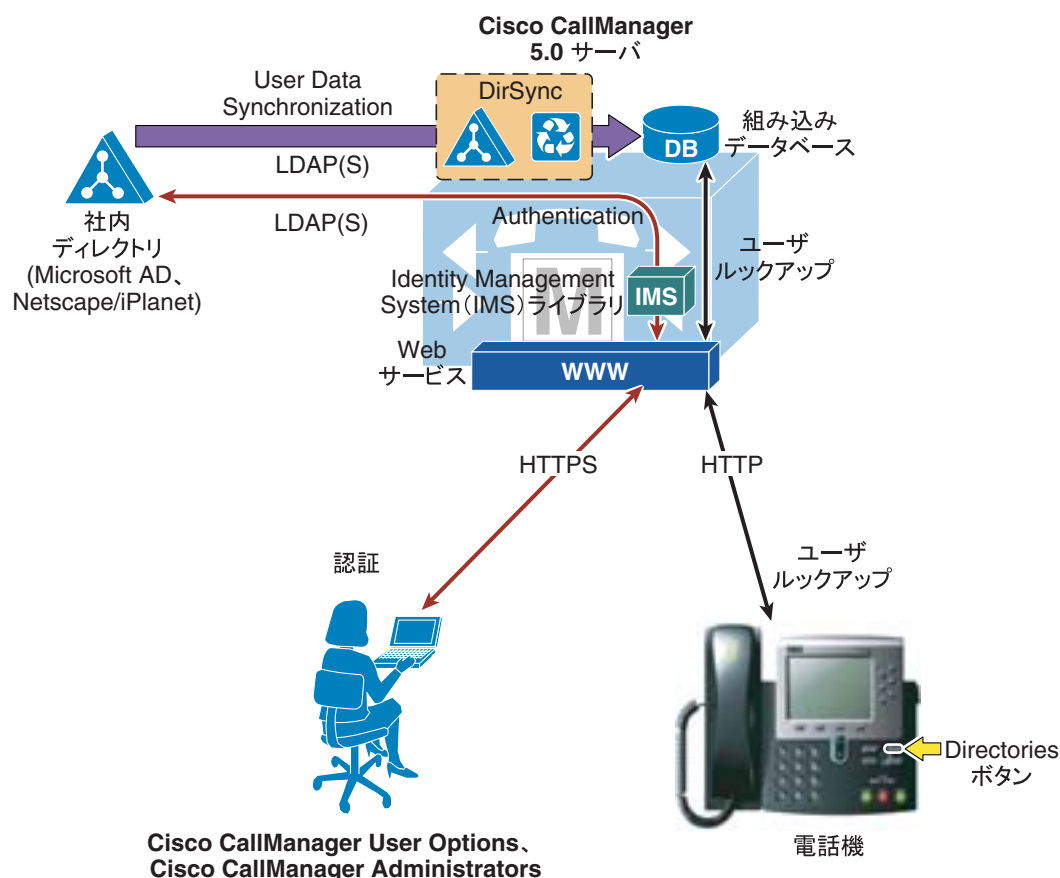 Cisco CallManager
5.0 サーバ
User Data
Synchronization
DirSync
LDAP(S)
DB
組み込み
データベース
社内
ディレクトリ
(Microsoft AD、
Netscape/iPlanet)
LDAP(S)
Authentication
ユーザ
ルックアップ
Identity Management
System(IMS)ライブラリ
IMS
M
Web
サービス
WWW
HTTPS
HTTP
認証
ユーザ
ルックアップ
Directories
ボタン
電話機
Cisco CallManager User Options、
Cisco CallManager Administrators